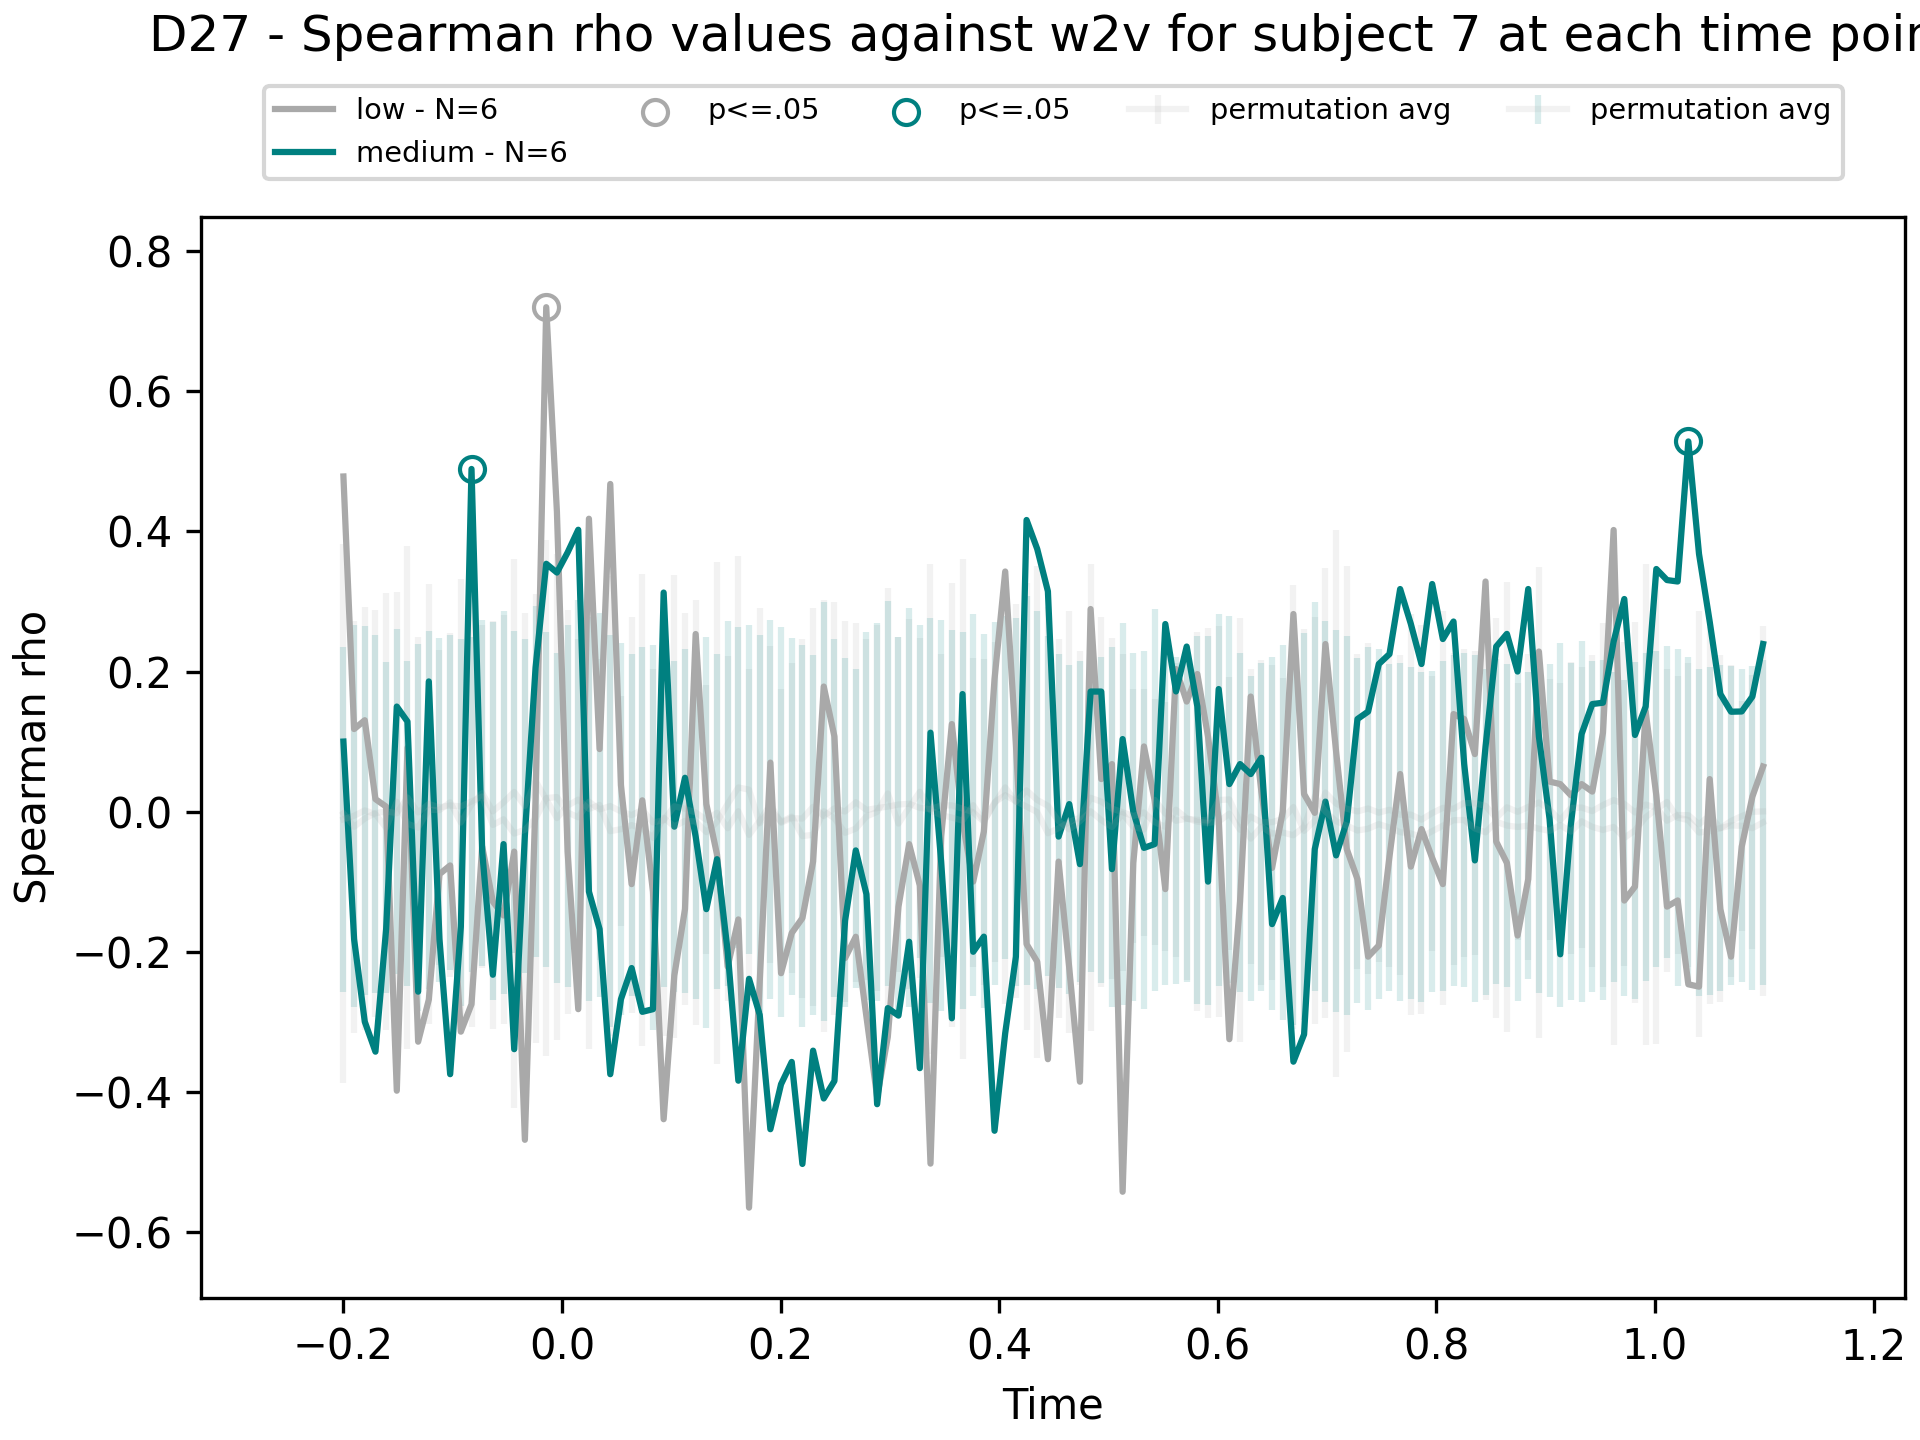 D27 - Spearman rho values against w2v for subject 7 at each time poin
low - N=6
medium - N=6
p<=.05
p<=.05
permutation avg
permutation avg
Spearman rho
0.8
0.6
0.4
0.2
0.0
−0.2
−0.4
−0.6
−0.2 0.0 0.2 0.4 0.6 0.8 1.0 1.2
Time